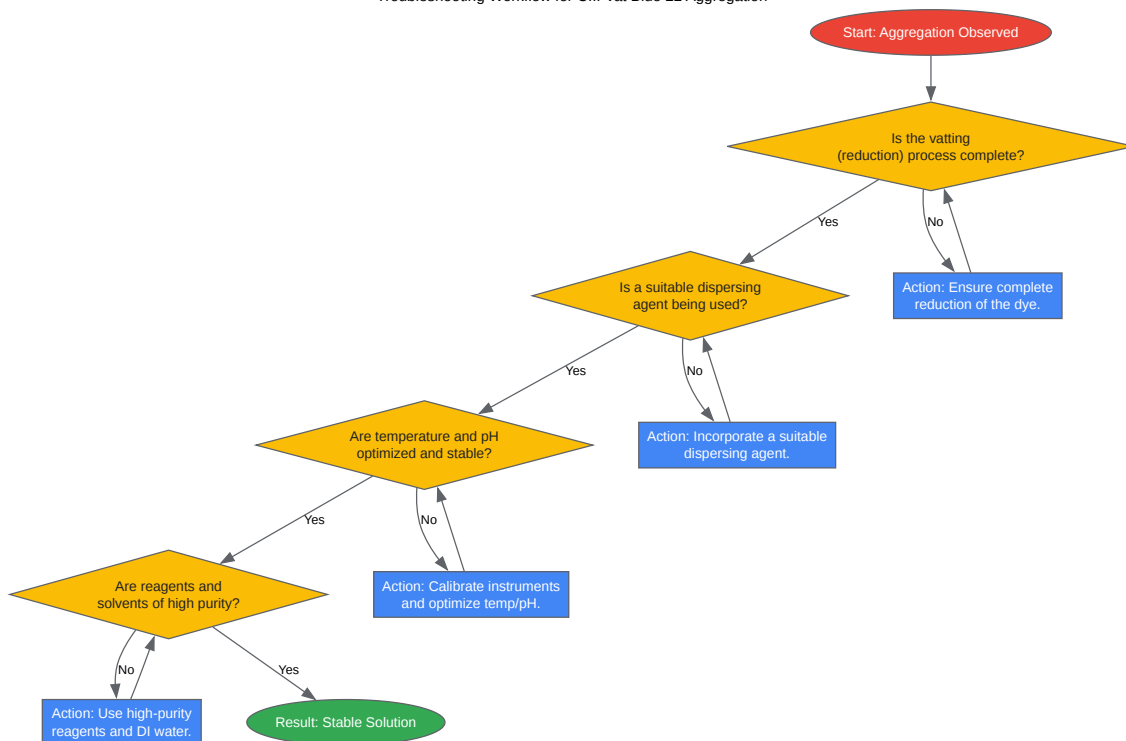 Start: Aggregation Observed
Is the vatting
(reduction) process complete?
Yes
No
Is a suitable dispersing
agent being used?
Action: Ensure complete
reduction of the dye.
Yes
No
Are temperature and pH
optimized and stable?
Action: Incorporate a suitable
dispersing agent.
Yes
No
Are reagents and
solvents of high purity?
Action: Calibrate instruments
and optimize temp/pH.
No
Yes
Action: Use high-purity
reagents and DI water.
Result: Stable Solution